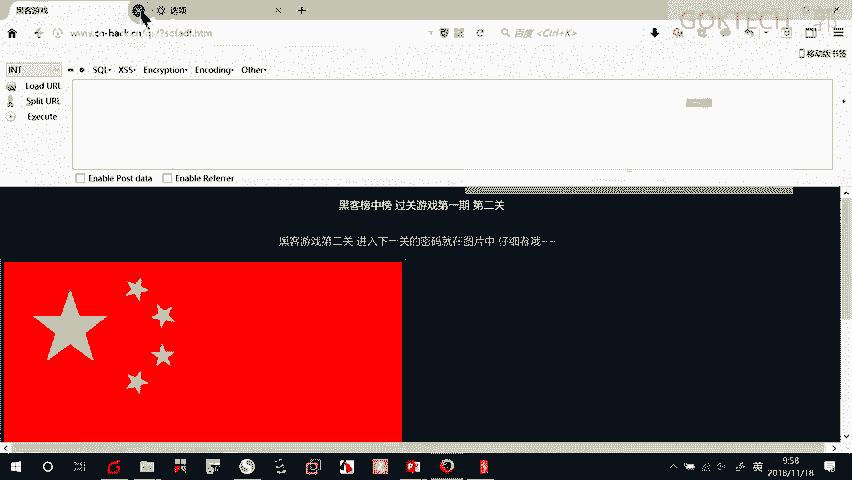 黑客游戏
选项
GOKTECH 郭
www.cn-hack.cn
百度 <Ctrl+K>
移动版书签
INT
SQL▾ XSS▾ Encryption▾ Encoding▾ Other▾
Load URL
Split URL
Execute
Enable Post data Enable Referrer
黑客榜中榜 过关游戏第一期 第二关
黑客游戏第二关 进入下一关的密码就在图片中 仔细看哦~~
英
9:58
2018/11/18